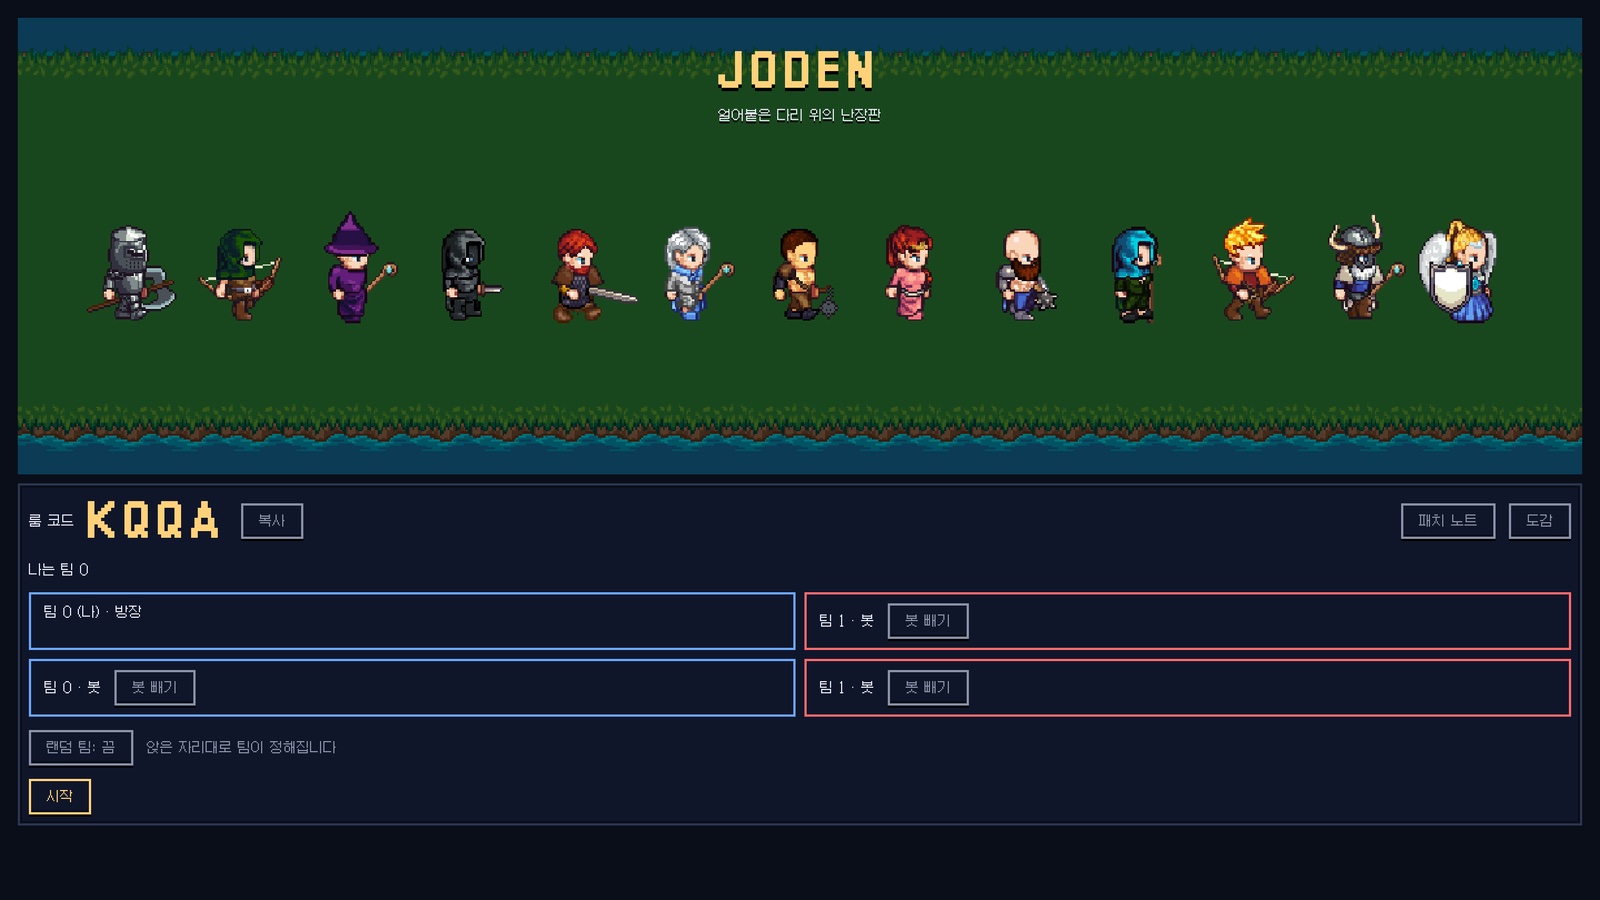 JODEN
얼어붙은 다리 위의 난장판
룸 코드 KQQA 복사 패치 노트 도감
나는 팀 0
팀 0 (나) · 방장
팀 1 · 봇 봇 빼기
팀 0 · 봇 봇 빼기
팀 1 · 봇 봇 빼기
랜덤 팀: 끔 앉은 자리대로 팀이 정해집니다
시작